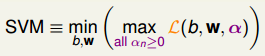 SVM ≡ min_{b,w} ( max_{all αₙ≥0} ℒ(b, w, α) )